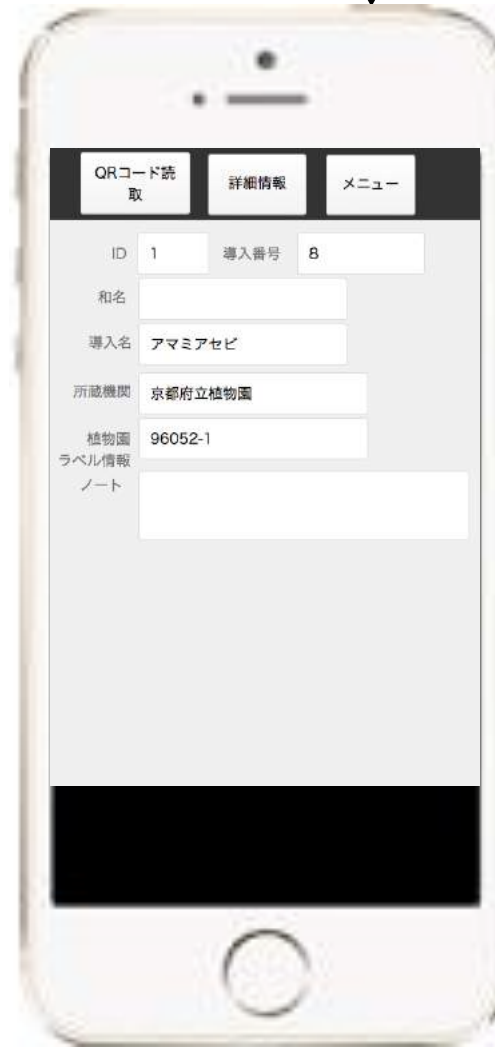 QRコード読
取
詳細情報
メニュー
ID 1 導入番号 8
和名
導入名 アマミアセビ
所蔵機関 京都府立植物園
植物園 96052-1
ラベル情報
ノート